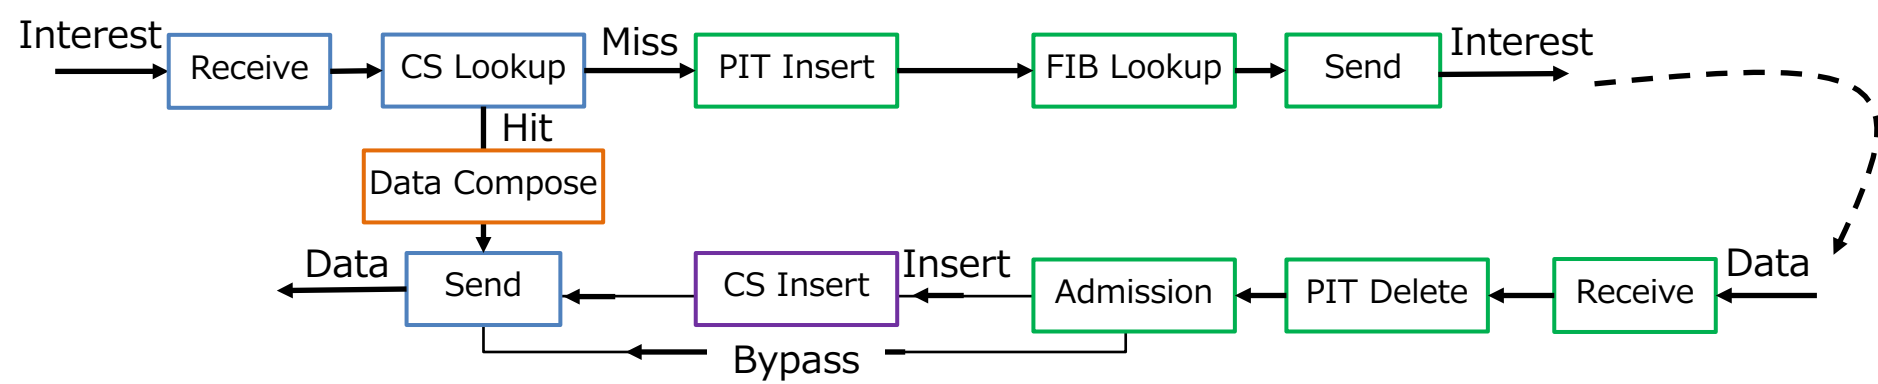 Interest
Receive
CS Lookup
Miss
PIT Insert
FIB Lookup
Send
Interest
Hit
Data Compose
Data
Send
CS Insert
Insert
Admission
PIT Delete
Receive
Data
Bypass